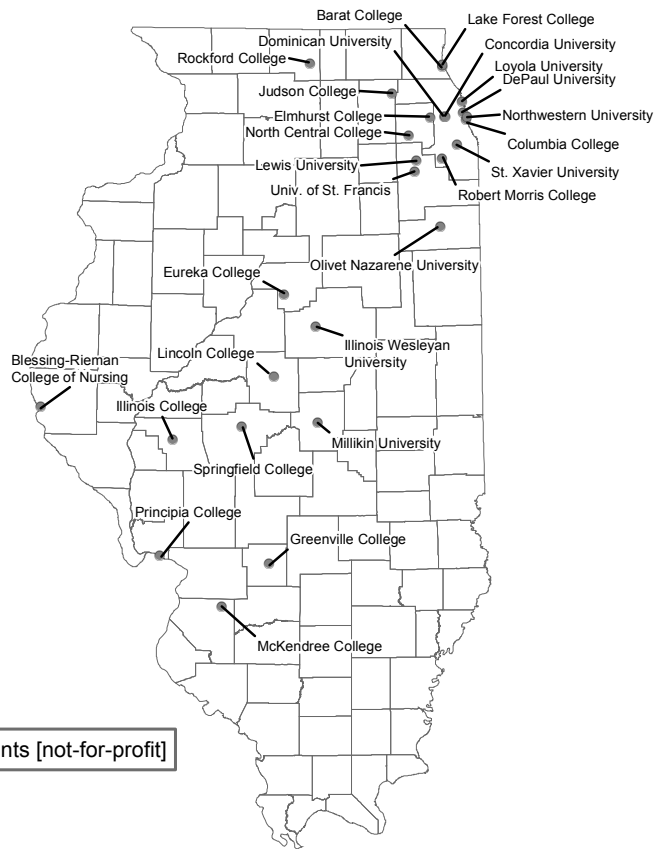 Barat College
Lake Forest College
Dominican University
Concordia University
Rockford College
Loyola University
DePaul University
Judson College
Elmhurst College
Northwestern University
North Central College
Columbia College
Lewis University
St. Xavier University
Univ. of St. Francis
Robert Morris College
Olivet Nazarene University
Eureka College
Illinois Wesleyan
University
Lincoln College
Blessing-Rieman
College of Nursing
Illinois College
Millikin University
Springfield College
Principia College
Greenville College
McKendree College
nts [not-for-profit]